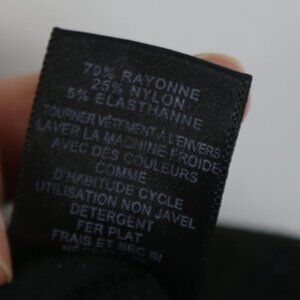 70% RAYONNE
25% NYLON
5% ELASTHANNE
TOURNER VÊTEMENT À L'ENVERS
LAVER LA MACHINE FROIDE
AVEC DES COULEURS
COMME
D'HABITUDE CYCLE
UTILISATION NON JAVEL
DETERGENT
FER PLAT
FRAIS ET SEC SI